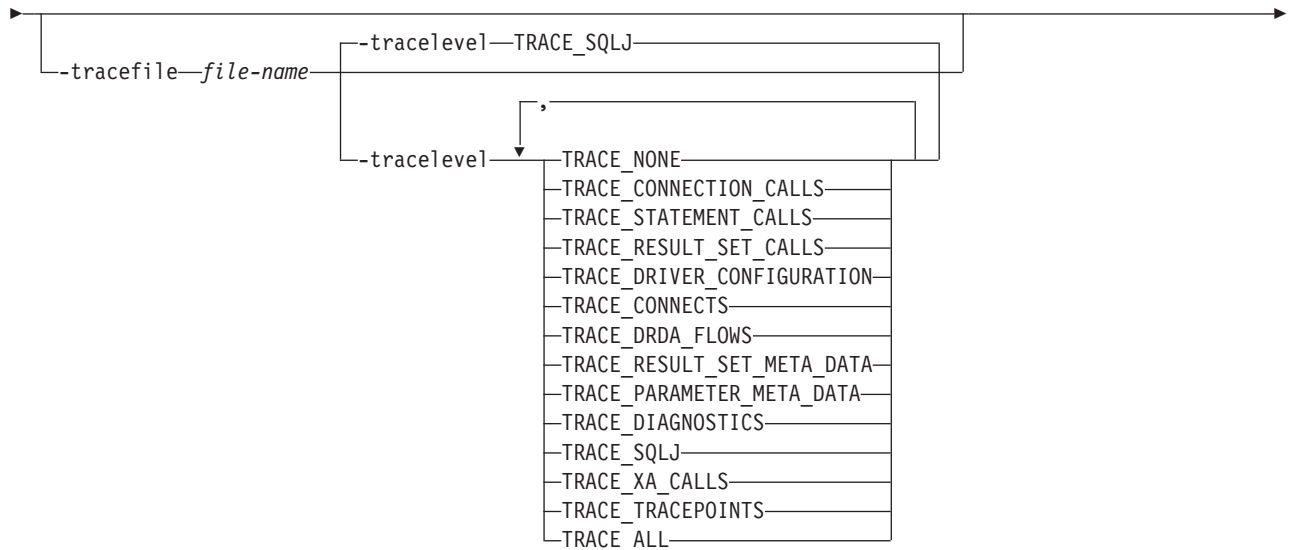 -tracelevel TRACE_SQLJ
-tracefile file-name
,
-tracelevel TRACE_NONE
TRACE_CONNECTION_CALLS
TRACE_STATEMENT_CALLS
TRACE_RESULT_SET_CALLS
TRACE_DRIVER_CONFIGURATION
TRACE_CONNECTS
TRACE_DRDA_FLOWS
TRACE_RESULT_SET_META_DATA
TRACE_PARAMETER_META_DATA
TRACE_DIAGNOSTICS
TRACE_SQLJ
TRACE_XA_CALLS
TRACE_TRACEPOINTS
TRACE_ALL